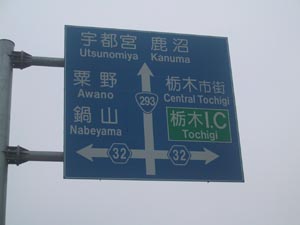 宇都宮 鹿沼
Utsunomiya Kanuma
粟野
Awano
鍋山
Nabeyama
293
栃木市街
Central Tochigi
栃木I.C
Tochigi
32 32